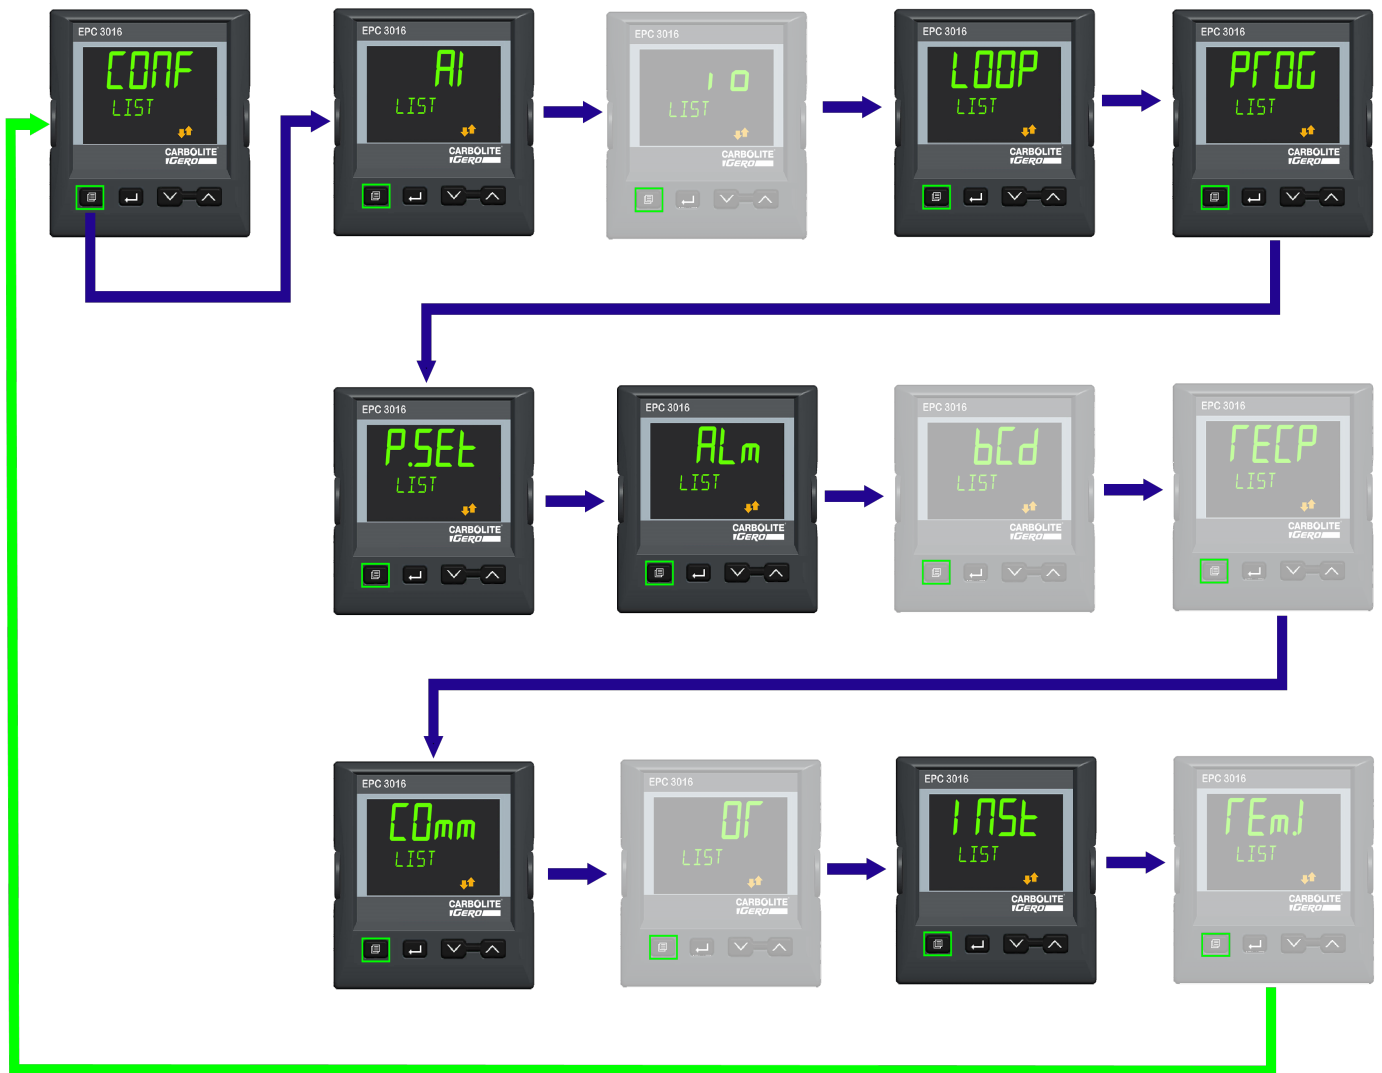 EPC 3016
CONF
LIST
CARBOLITE
GERO
EPC 3016
AI
LIST
CARBOLITE
GERO
EPC 3016
io
LIST
CARBOLITE
GERO
EPC 3016
LOOP
LIST
CARBOLITE
GERO
EPC 3016
PrOG
LIST
CARBOLITE
GERO
EPC 3016
P.SEt
LIST
CARBOLITE
GERO
EPC 3016
ALm
LIST
CARBOLITE
GERO
EPC 3016
bCd
LIST
CARBOLITE
GERO
EPC 3016
rECP
LIST
CARBOLITE
GERO
EPC 3016
COmm
LIST
CARBOLITE
GERO
EPC 3016
Or
LIST
CARBOLITE
GERO
EPC 3016
INSt
LIST
CARBOLITE
GERO
EPC 3016
rEm.I
LIST
CARBOLITE
GERO